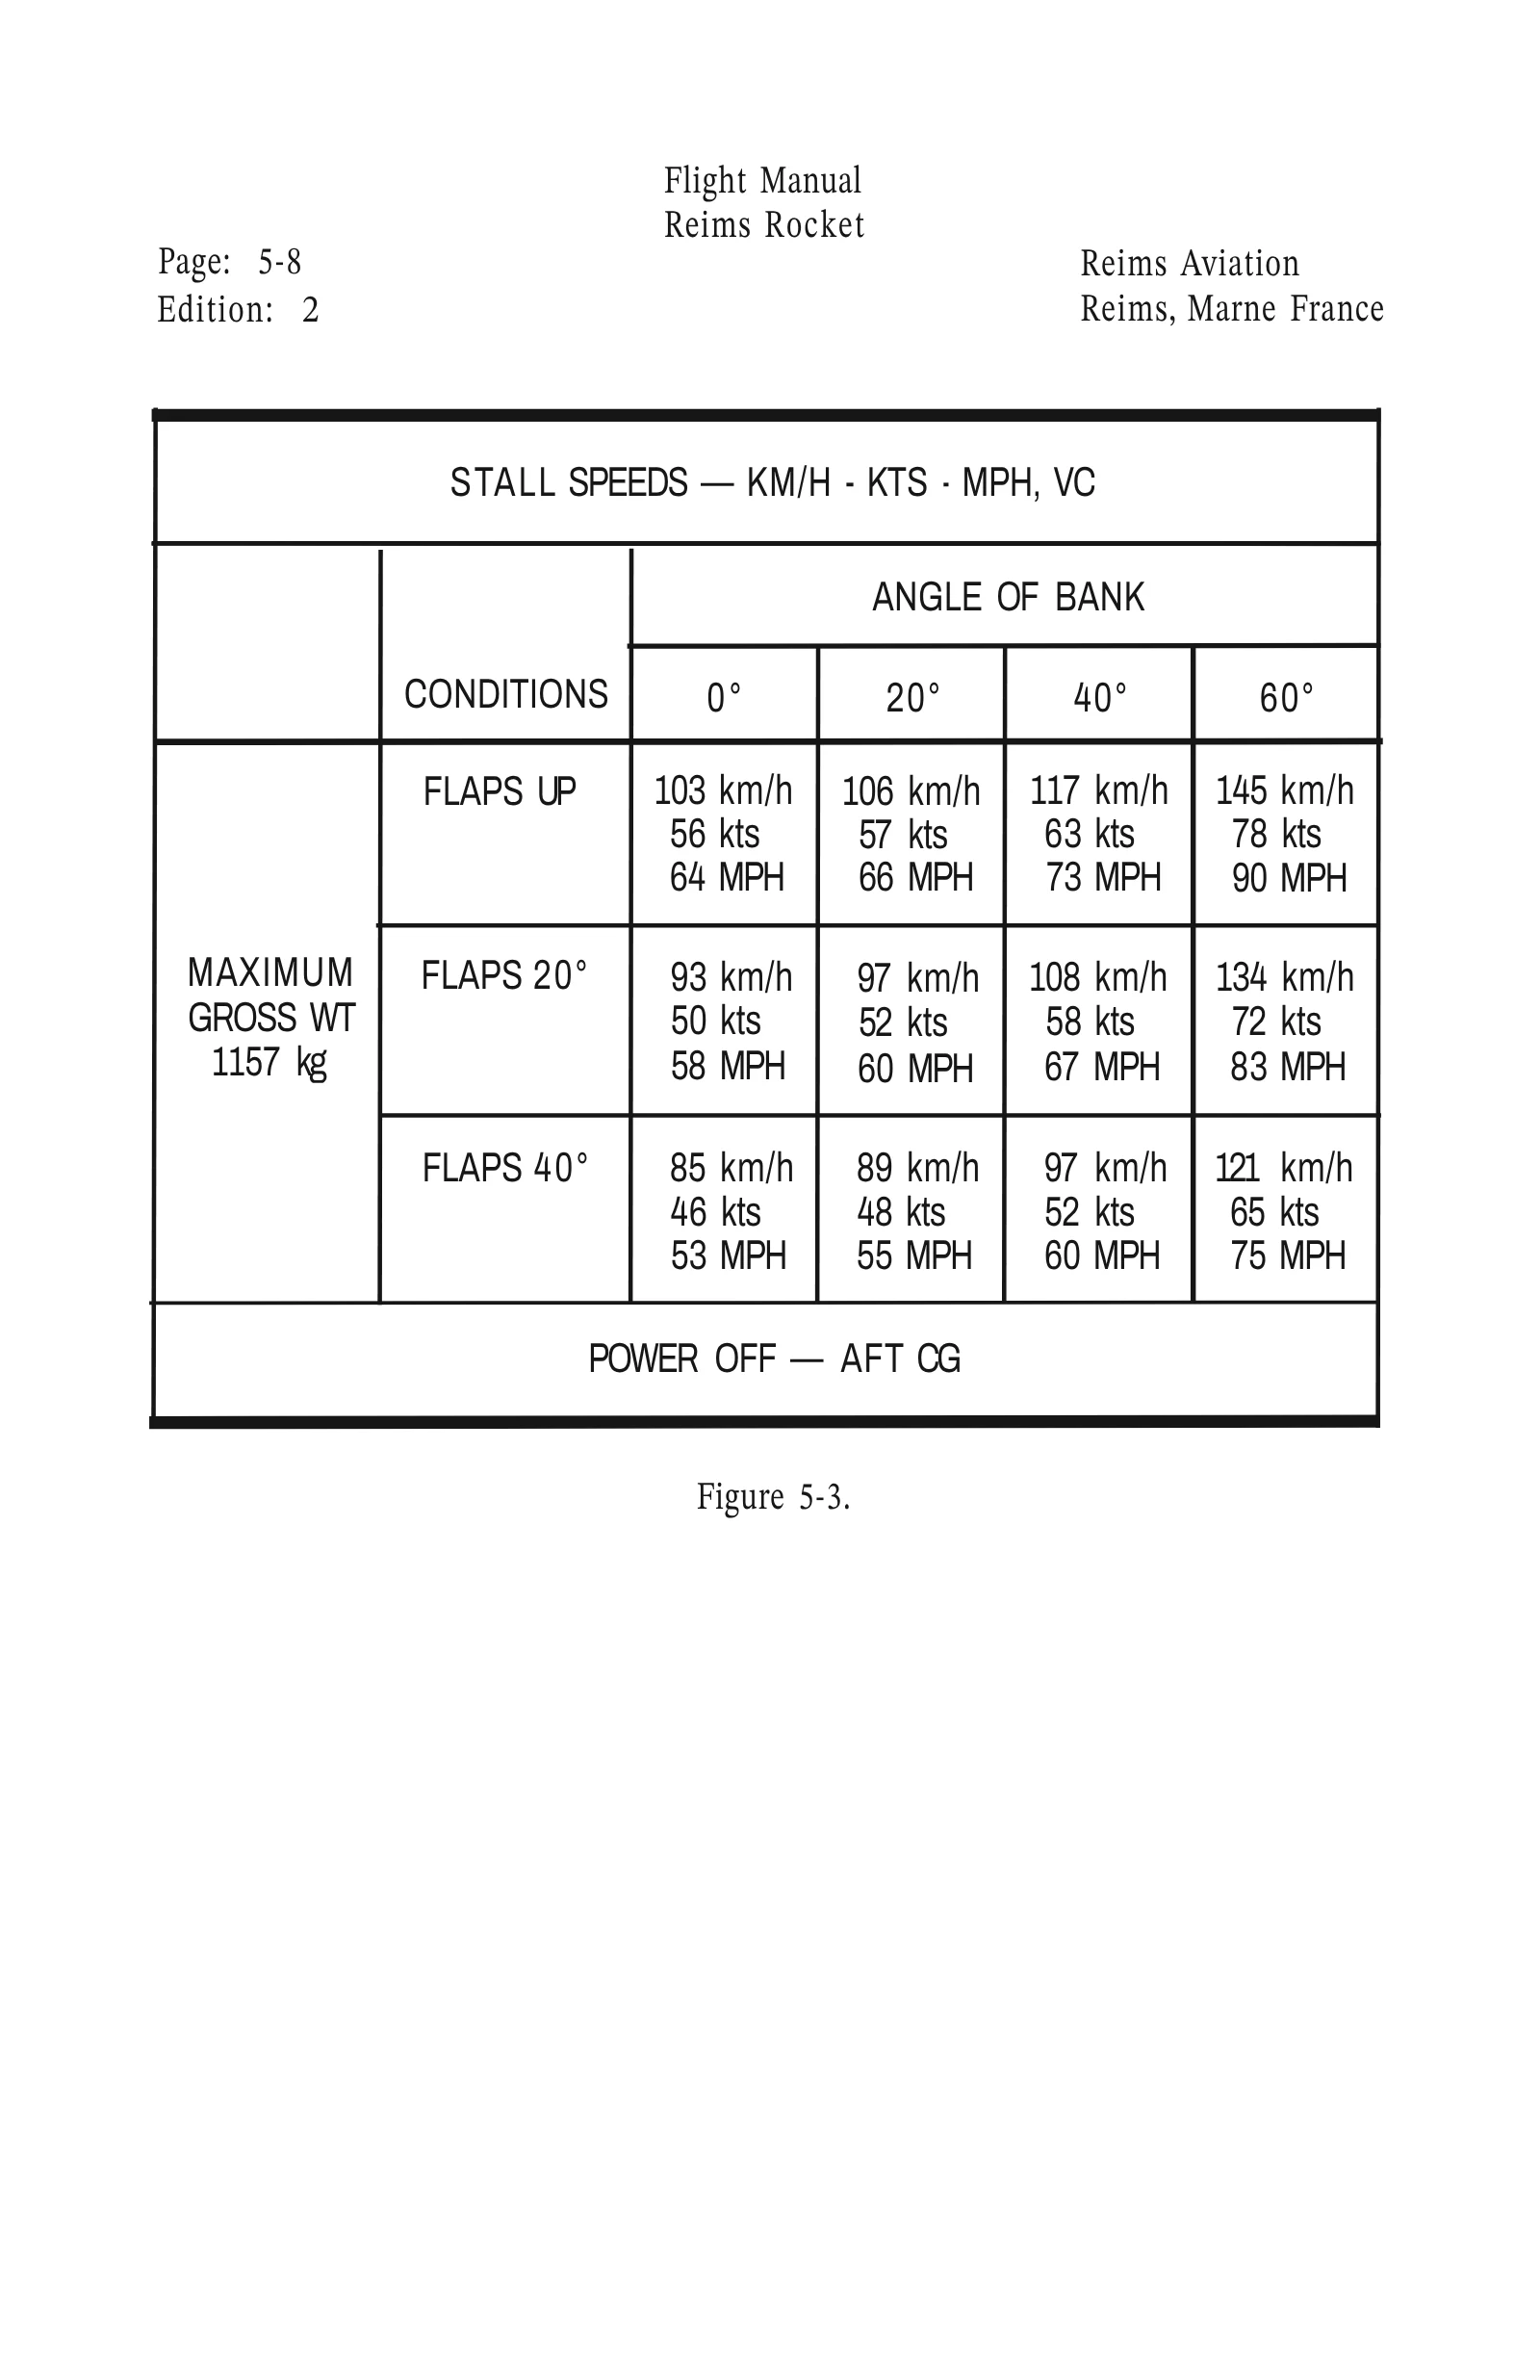 Flight Manual
Reims Rocket
Page: 5-8
Edition: 2
Reims Aviation
Reims, Marne France
STALL SPEEDS — KM/H - KTS - MPH, VC
ANGLE OF BANK
CONDITIONS 0° 20° 40° 60°
FLAPS UP 103 km/h 106 km/h 117 km/h 145 km/h
56 kts 57 kts 63 kts 78 kts
64 MPH 66 MPH 73 MPH 90 MPH
MAXIMUM
GROSS WT
1157 kg
FLAPS 20° 93 km/h 97 km/h 108 km/h 134 km/h
50 kts 52 kts 58 kts 72 kts
58 MPH 60 MPH 67 MPH 83 MPH
FLAPS 40° 85 km/h 89 km/h 97 km/h 121 km/h
46 kts 48 kts 52 kts 65 kts
53 MPH 55 MPH 60 MPH 75 MPH
POWER OFF — AFT CG
Figure 5-3.